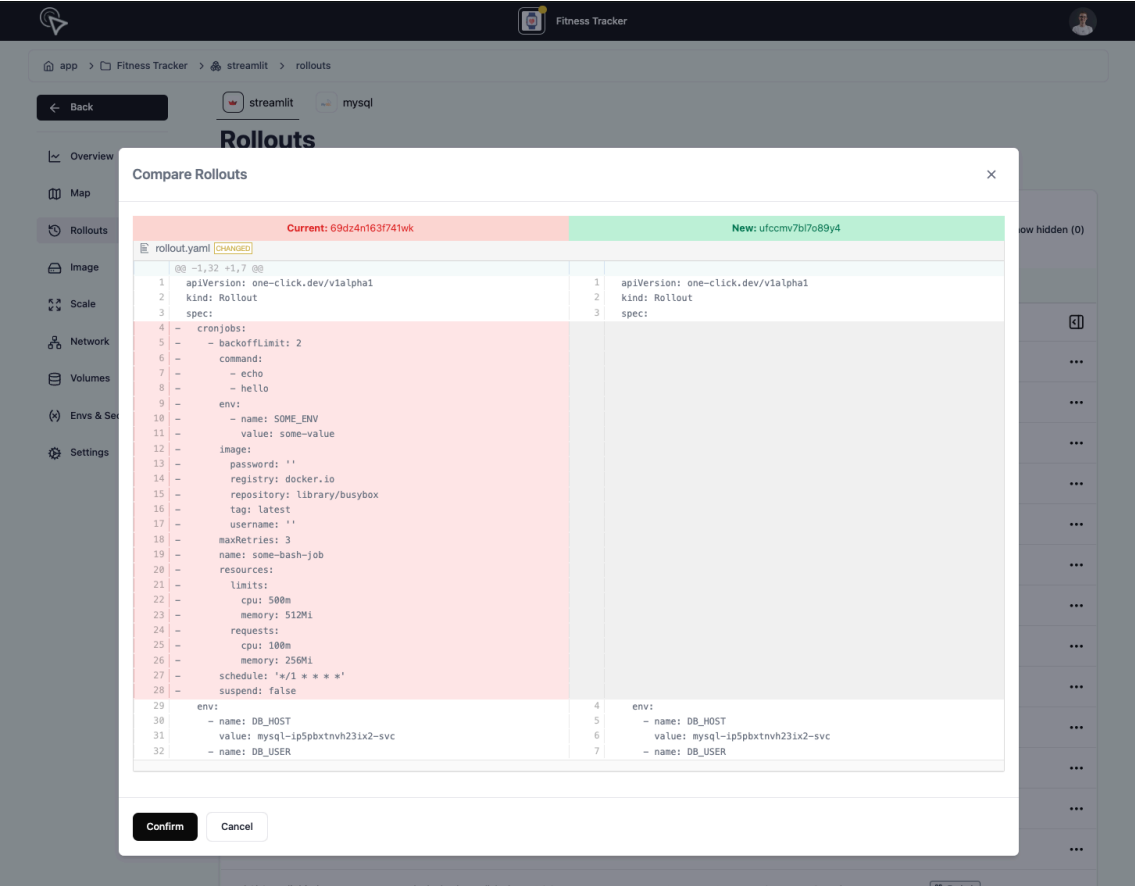 Fitness Tracker
app > Fitness Tracker > streamlit > rollouts
Back
streamlit mysql
Rollouts
Overview
Map
Rollouts
Image
Scale
Network
Volumes
Envs & Sec
Settings
ow hidden (0)
Compare Rollouts
Current: 69dz4n163f741wk New: ufccmv7bl7o89y4
rollout.yaml CHANGED
@@ -1,32 +1,7 @@
1 apiVersion: one-click.dev/v1alpha1 1 apiVersion: one-click.dev/v1alpha1
2 kind: Rollout 2 kind: Rollout
3 spec: 3 spec:
4 - cronjobs:
5 - - backoffLimit: 2
6 - command:
7 - - echo
8 - - hello
9 - env:
10 - - name: SOME_ENV
11 - value: some-value
12 - image:
13 - password: ''
14 - registry: docker.io
15 - repository: library/busybox
16 - tag: latest
17 - username: ''
18 - maxRetries: 3
19 - name: some-bash-job
20 - resources:
21 - limits:
22 - cpu: 500m
23 - memory: 512Mi
24 - requests:
25 - cpu: 100m
26 - memory: 256Mi
27 - schedule: '*/1 * * * *'
28 - suspend: false
29 env: 4 env:
30 - name: DB_HOST 5 - name: DB_HOST
31 value: mysql-ip5pbxtnvh23ix2-svc 6 value: mysql-ip5pbxtnvh23ix2-svc
32 - name: DB_USER 7 - name: DB_USER
Confirm Cancel